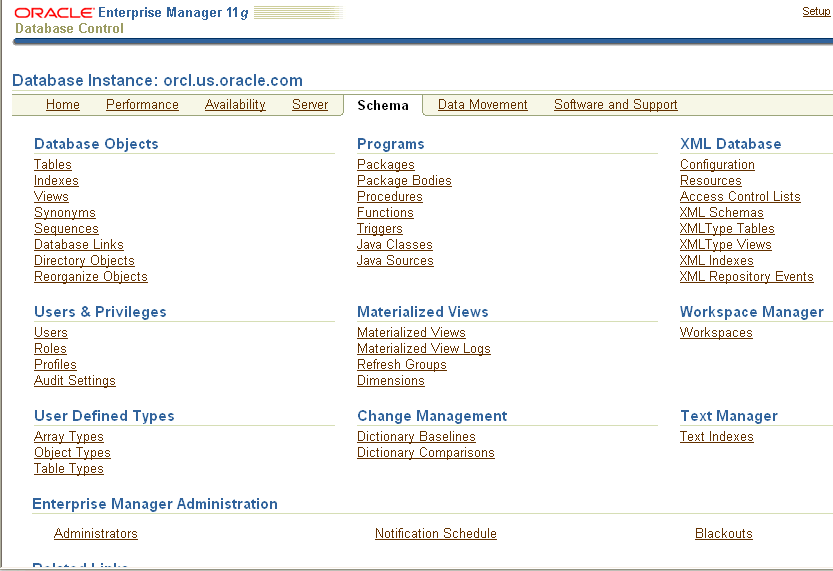 ORACLE Enterprise Manager 11g
Setup
Database Control
Database Instance: orcl.us.oracle.com
Home Performance Availability Server Schema Data Movement Software and Support
Database Objects
Tables
Indexes
Views
Synonyms
Sequences
Database Links
Directory Objects
Reorganize Objects
Programs
Packages
Package Bodies
Procedures
Functions
Triggers
Java Classes
Java Sources
XML Database
Configuration
Resources
Access Control Lists
XML Schemas
XMLType Tables
XMLType Views
XML Indexes
XML Repository Events
Users & Privileges
Users
Roles
Profiles
Audit Settings
Materialized Views
Materialized Views
Materialized View Logs
Refresh Groups
Dimensions
Workspace Manager
Workspaces
User Defined Types
Array Types
Object Types
Table Types
Change Management
Dictionary Baselines
Dictionary Comparisons
Text Manager
Text Indexes
Enterprise Manager Administration
Administrators Notification Schedule Blackouts
Related Links